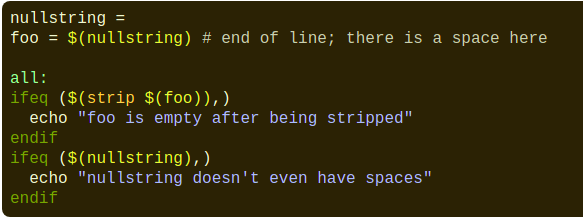 nullstring =
foo = $(nullstring) # end of line; there is a space here

all:
ifeq ($(strip $(foo)),)
  echo "foo is empty after being stripped"
endif
ifeq ($(nullstring),)
  echo "nullstring doesn't even have spaces"
endif